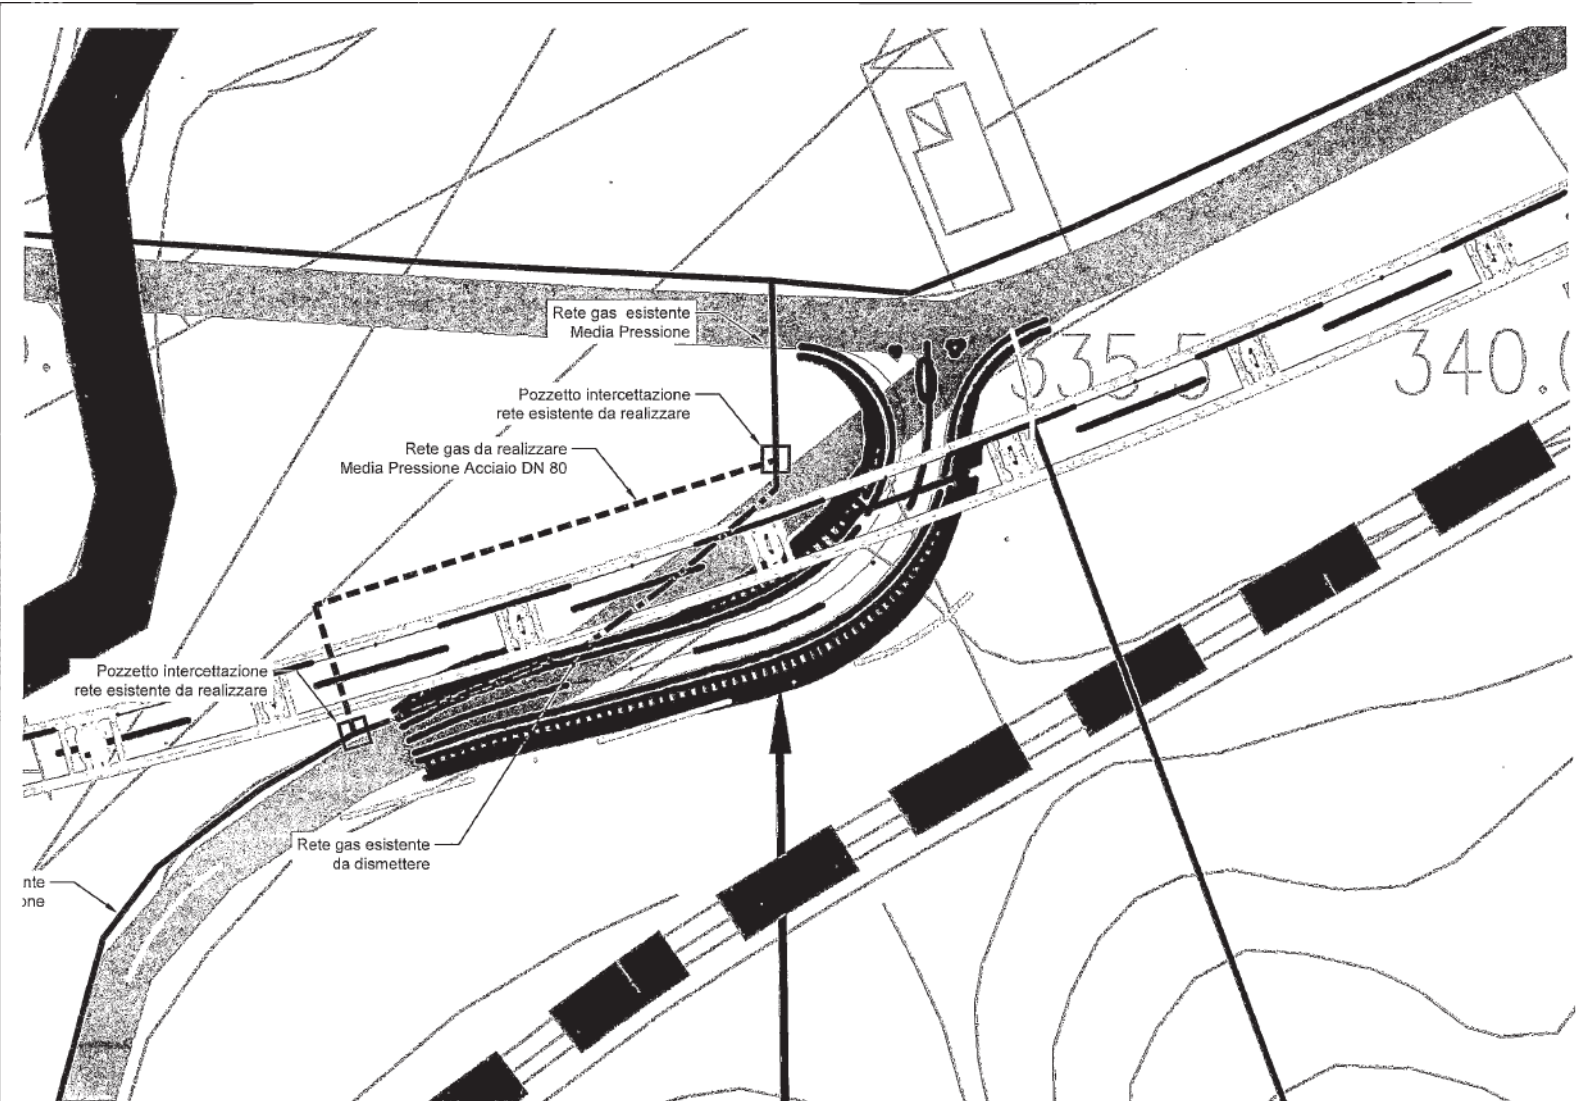 Rete gas esistente
Media Pressione
335.5
340.
Pozzetto intercettazione
rete esistente da realizzare
Rete gas da realizzare
Media Pressione Acciaio DN 80
Pozzetto intercettazione
rete esistente da realizzare
Rete gas esistente
da dismettere
nte
one